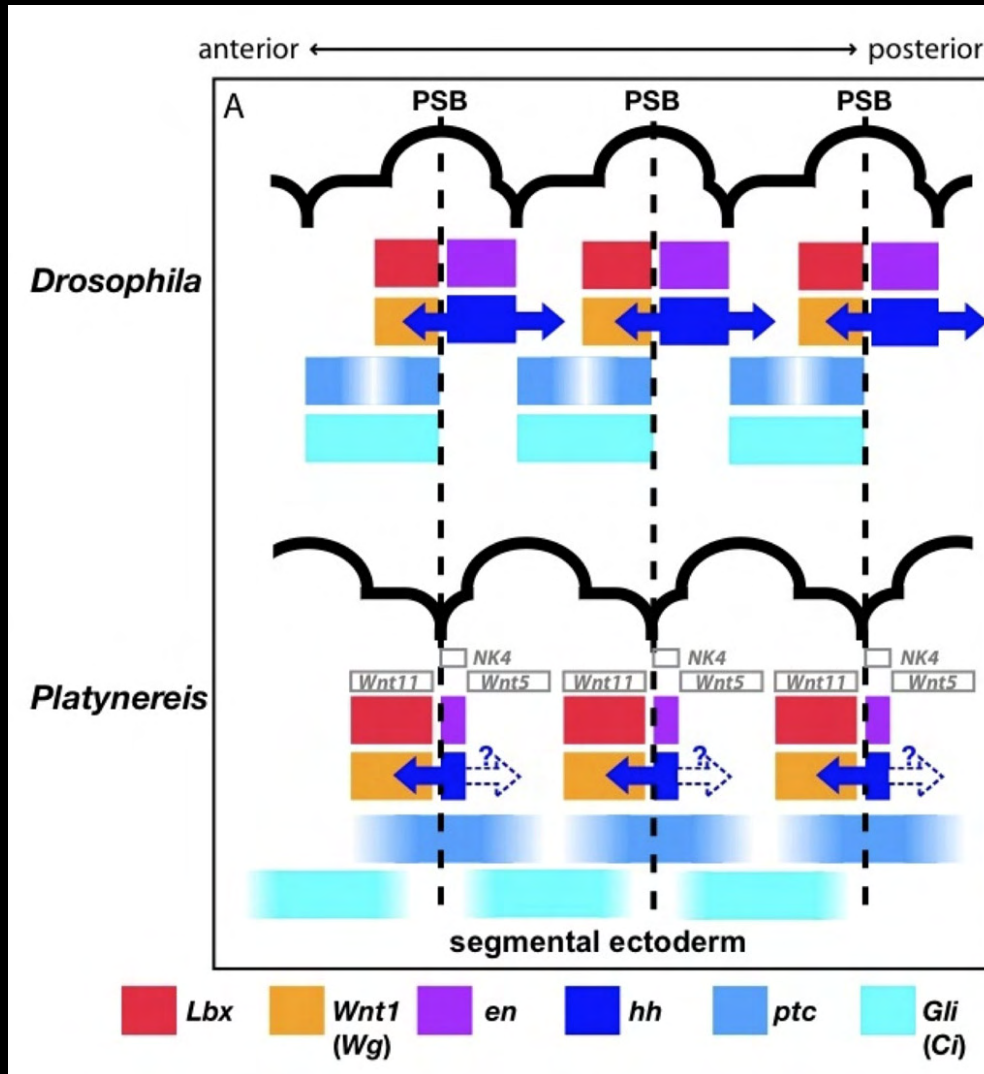 anterior posterior
A
PSB PSB PSB
Drosophila
NK4 NK4 NK4
Wnt11 Wnt5 Wnt11 Wnt5 Wnt11 Wnt5
Platynereis
? ? ?
segmental ectoderm
Lbx Wnt1 en hh ptc Gli
(Wg) (Ci)